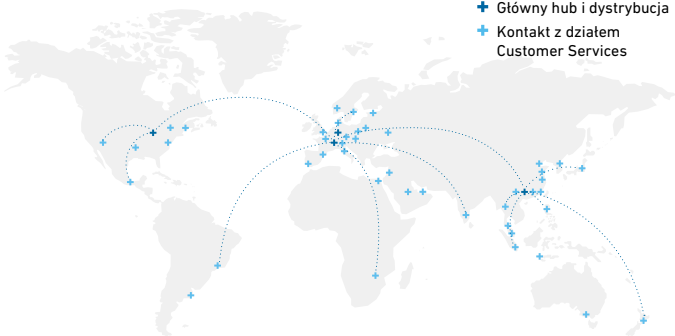 Główny hub i dystrybucja
Kontakt z działem
Customer Services